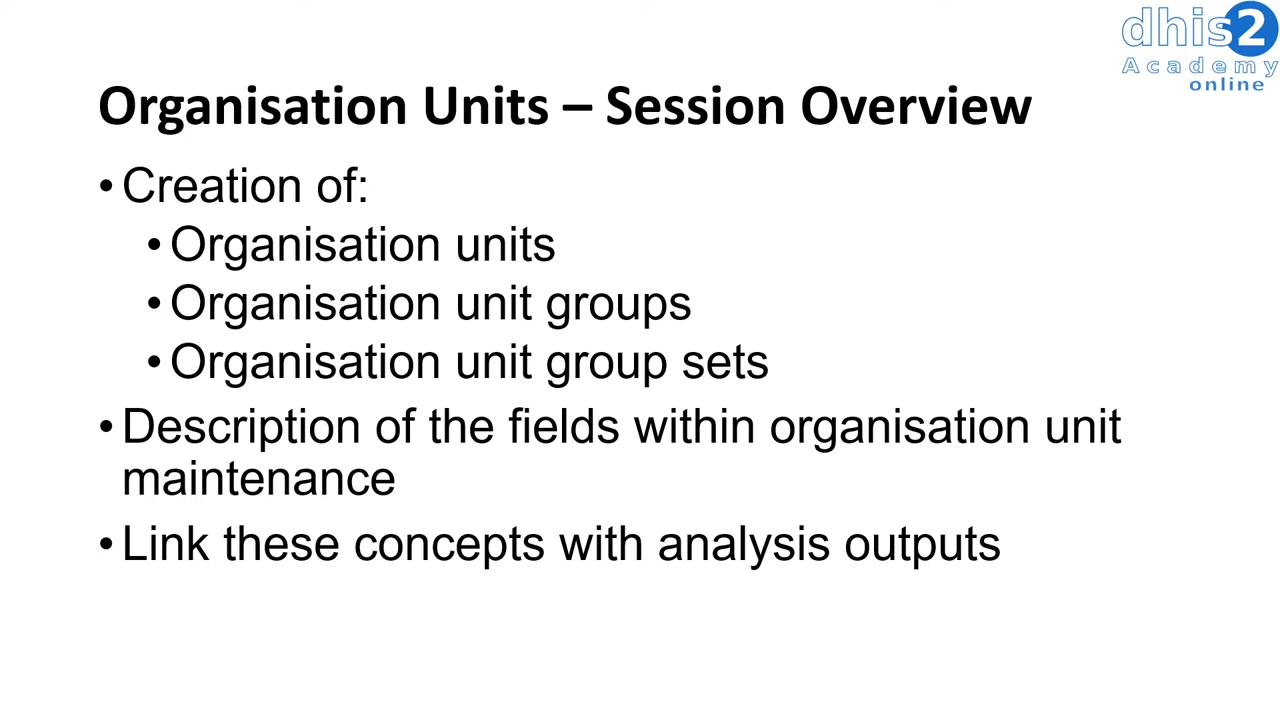 dhis2
Academy
online
Organisation Units – Session Overview
• Creation of:
• Organisation units
• Organisation unit groups
• Organisation unit group sets
• Description of the fields within organisation unit
maintenance
• Link these concepts with analysis outputs